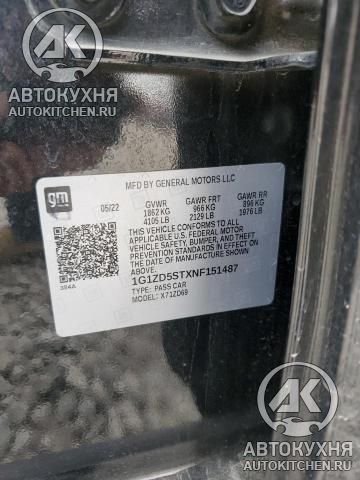 АВТОКУХНЯ
AUTOKITCHEN.RU
gm
MFD BY GENERAL MOTORS LLC
05/22 GVWR GAWR FRT GAWR RR
1862 KG 966 KG 896 KG
4105 LB 2129 LB 1976 LB
THIS VEHICLE CONFORMS TO ALL
APPLICABLE U.S. FEDERAL MOTOR
VEHICLE SAFETY, BUMPER, AND THEFT
PREVENTION STANDARDS IN EFFECT ON
THE DATE OF MANUFACTURE SHOWN ABOVE.
1G1ZD5STXNF151487
TYPE: PASS CAR
MODEL: X71ZD69
384A
АВТОКУХНЯ
AUTOKITCHEN.RU